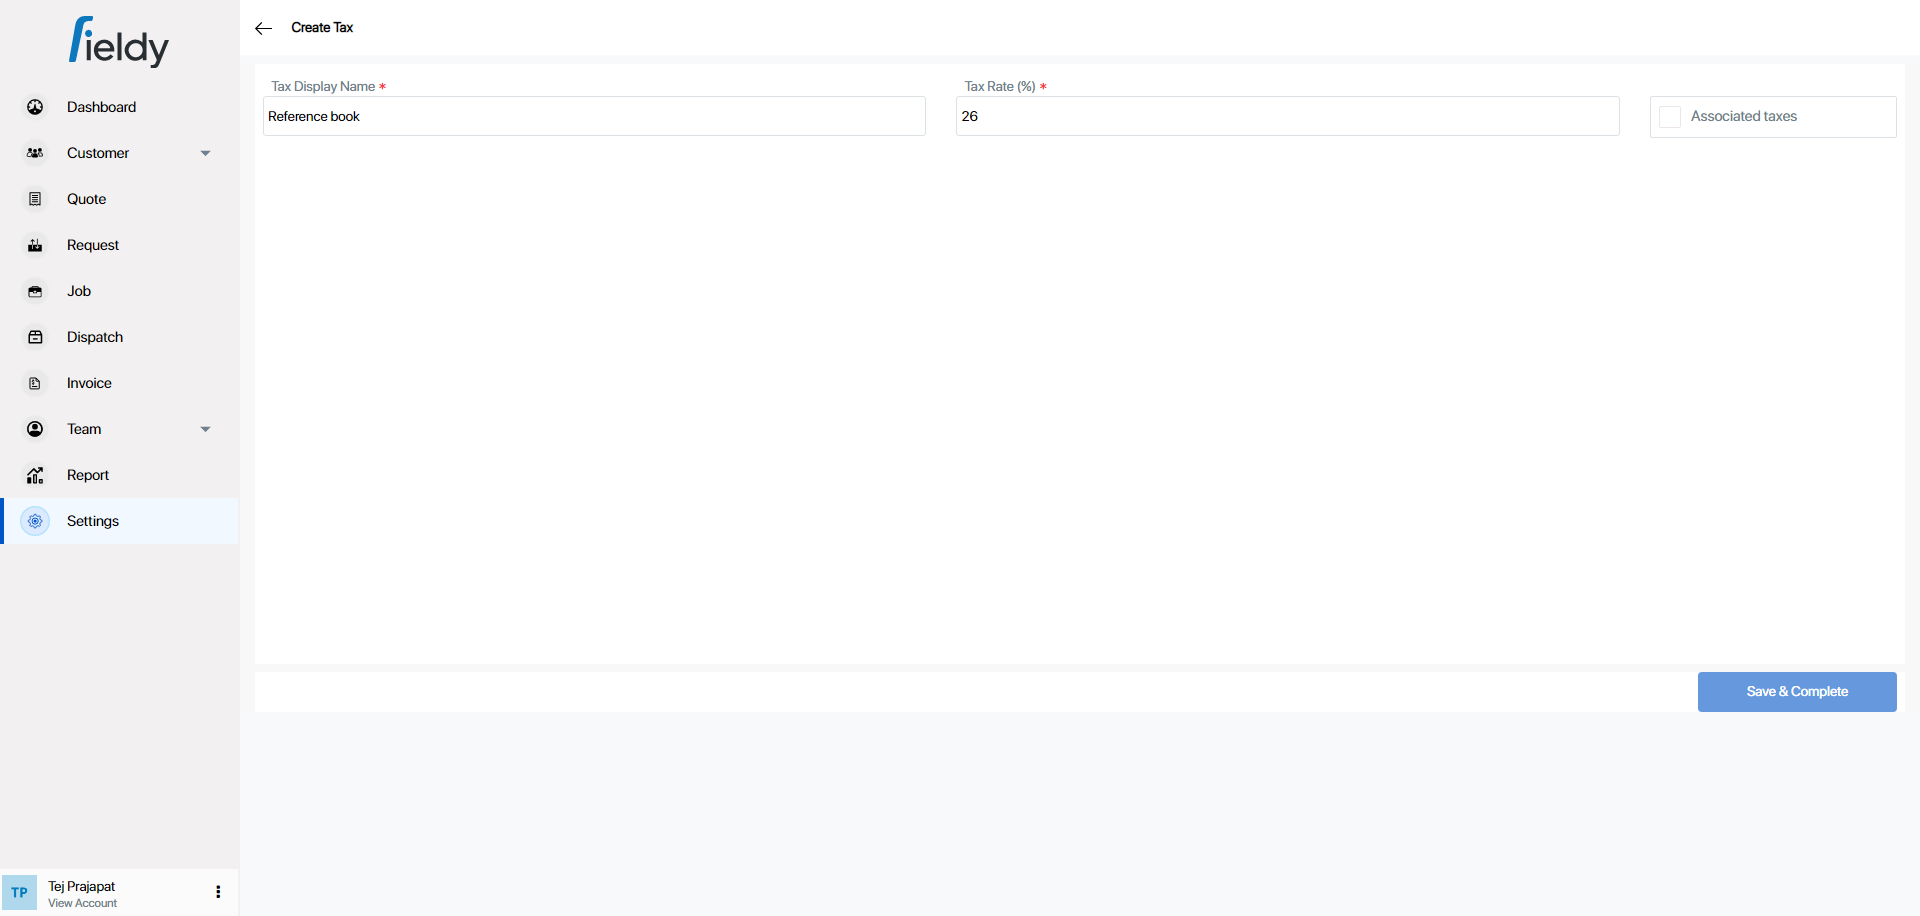 fieldy
Dashboard
Customer
Quote
Request
Job
Dispatch
Invoice
Team
Report
Settings
TP
Tej Prajapat
View Account
Create Tax
Tax Display Name *
Reference book
Tax Rate (%) *
26
Associated taxes
Save & Complete